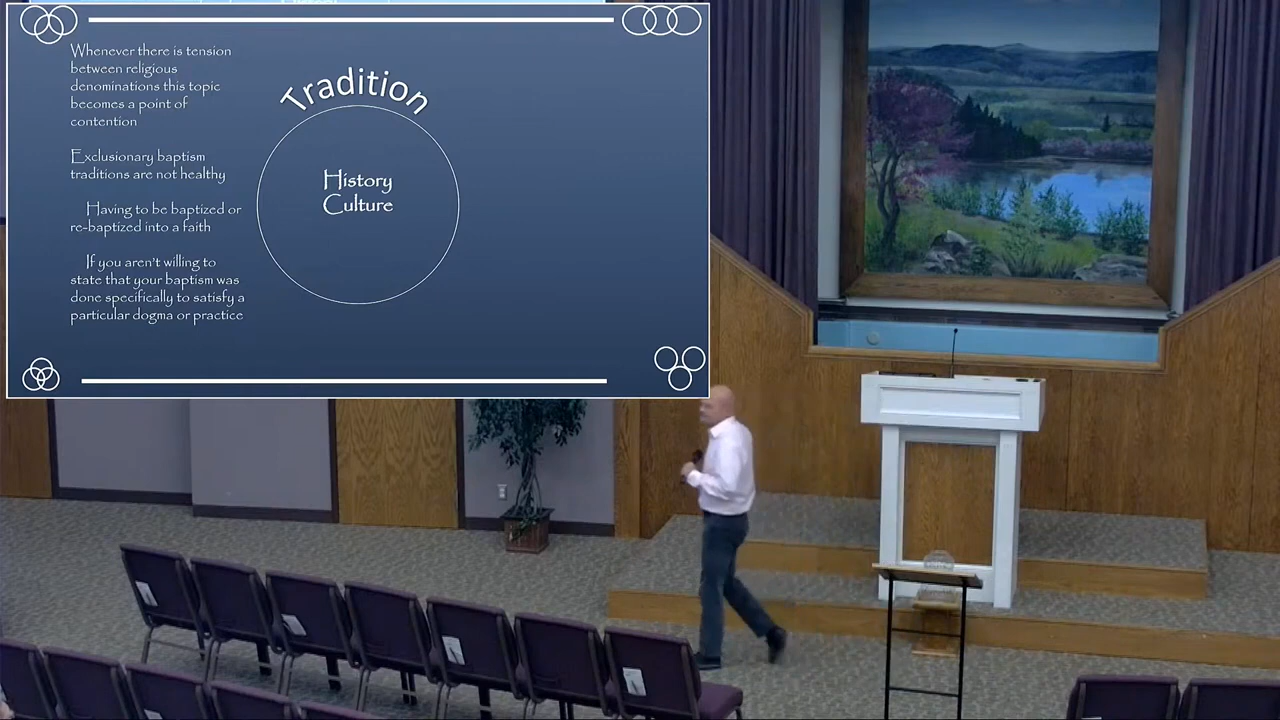 Whenever there is tension
between religious
denominations this topic
becomes a point of
contention
Exclusionary baptism
traditions are not healthy
Having to be baptized or
re-baptized into a faith
If you aren't willing to
state that your baptism was
done specifically to satisfy a
particular dogma or practice
Tradition
History
Culture